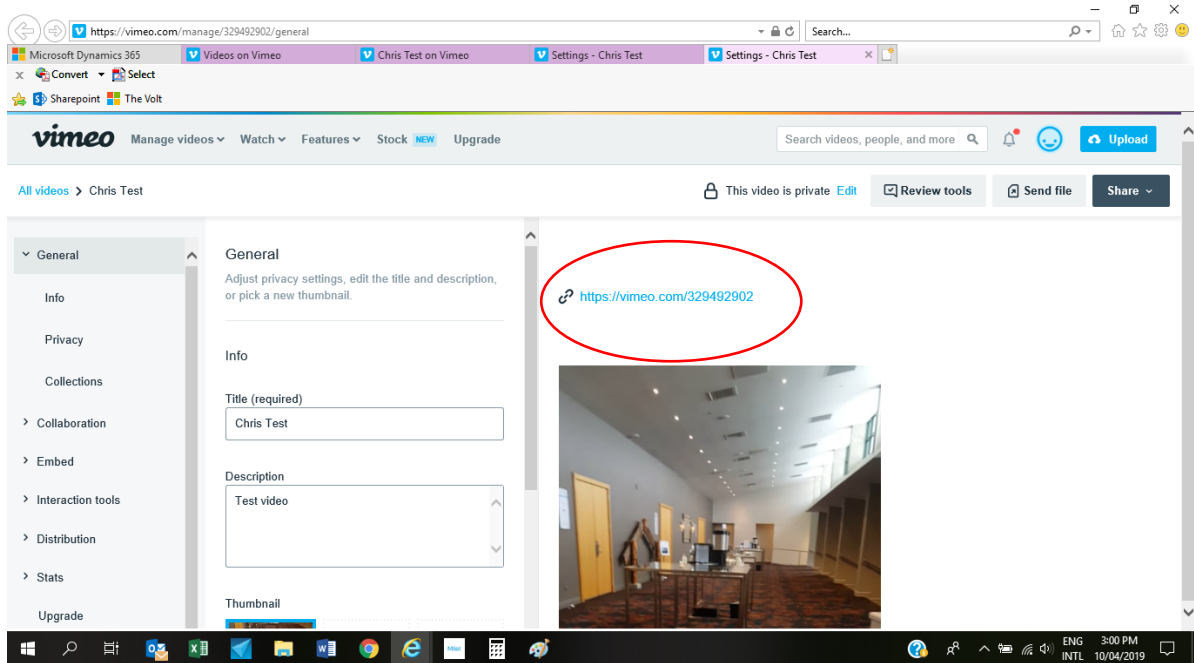 https://vimeo.com/manage/329492902/general
Search...
Microsoft Dynamics 365
Videos on Vimeo
Chris Test on Vimeo
Settings - Chris Test
Settings - Chris Test
x Convert Select
Sharepoint The Volt
vimeo Manage videos Watch Features Stock NEW Upgrade
Search videos, people, and more
Upload
All videos > Chris Test
This video is private Edit
Review tools
Send file
Share
General
Info
Privacy
Collections
Collaboration
Embed
Interaction tools
Distribution
Stats
Upgrade
General
Adjust privacy settings, edit the title and description,
or pick a new thumbnail.
Info
Title (required)
Chris Test
Description
Test video
Thumbnail
https://vimeo.com/329492902
ENG
INTL
3:00 PM
10/04/2019